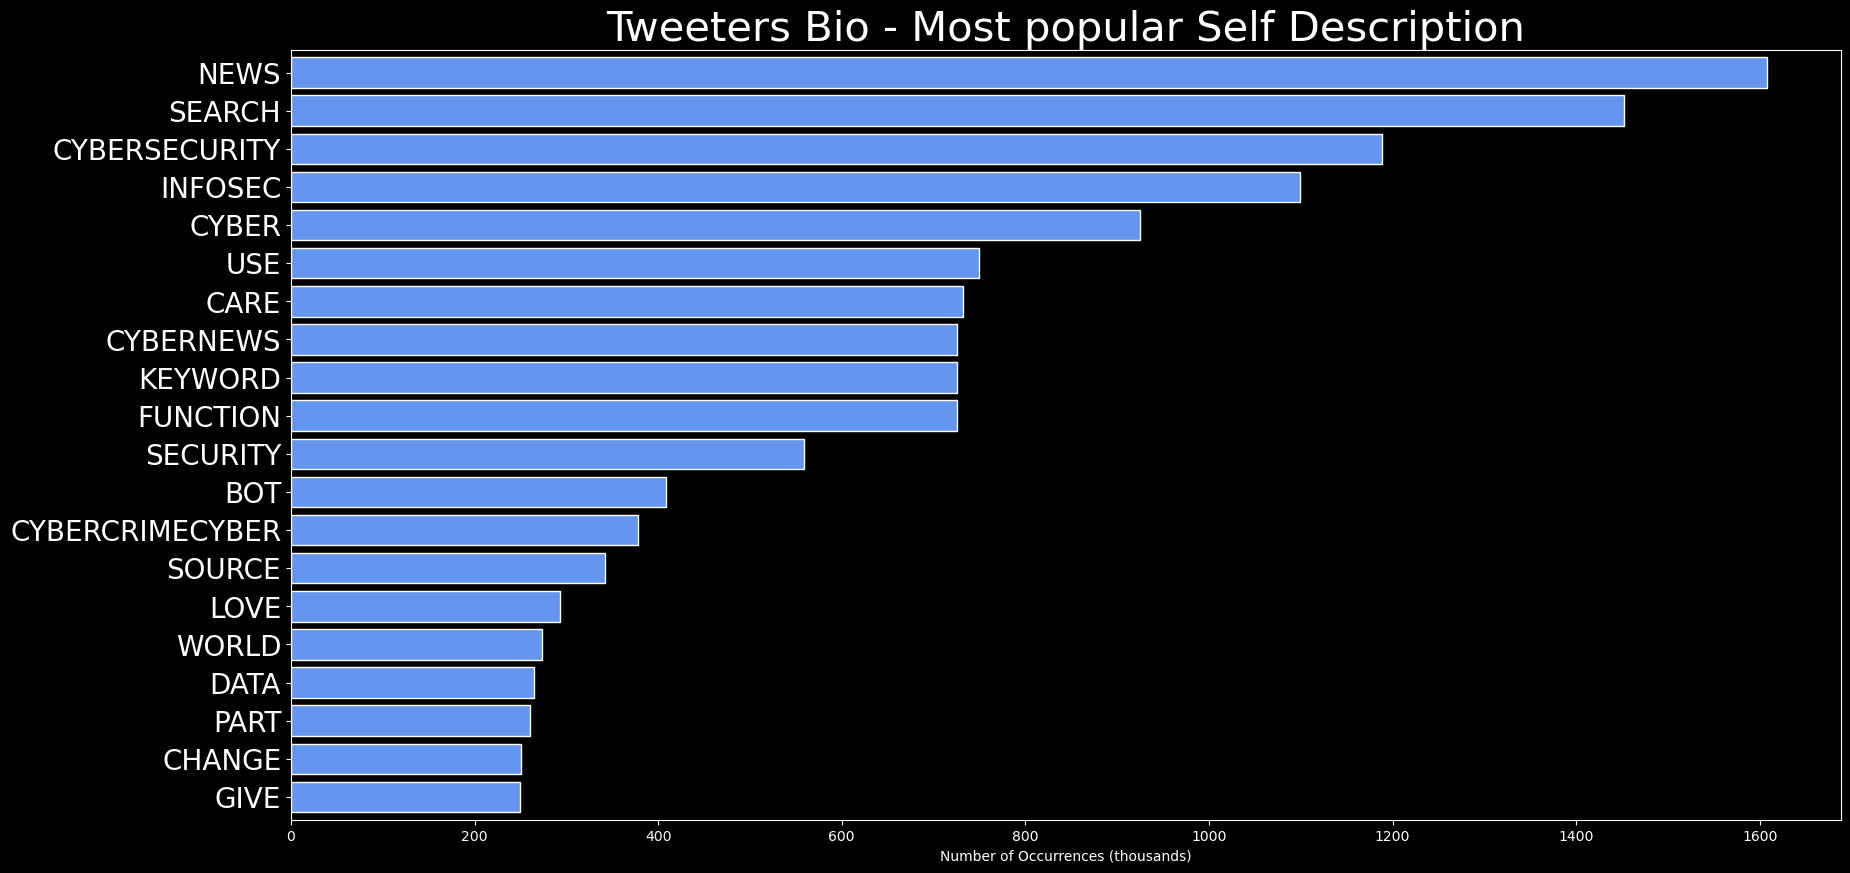 Tweeters Bio - Most popular Self Description
NEWS
SEARCH
CYBERSECURITY
INFOSEC
CYBER
USE
CARE
CYBERNEWS
KEYWORD
FUNCTION
SECURITY
BOT
CYBERCRIMECYBER
SOURCE
LOVE
WORLD
DATA
PART
CHANGE
GIVE
0 200 400 600 800 1000 1200 1400 1600
Number of Occurrences (thousands)